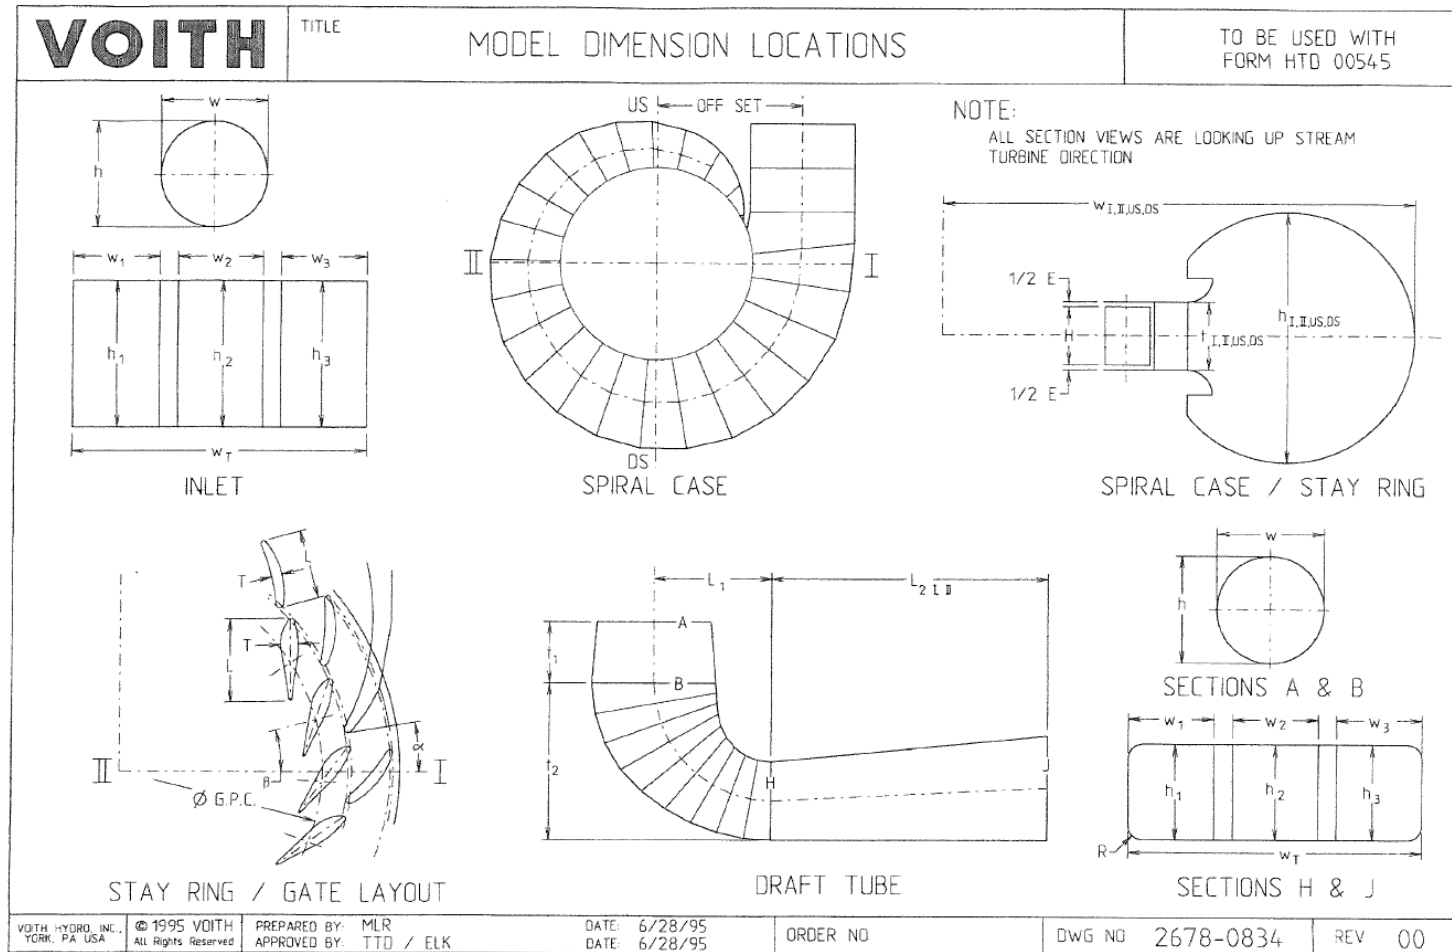 VOITH
TITLE
MODEL DIMENSION LOCATIONS
TO BE USED WITH
FORM HTD 00545
w
h
w1
w2
w3
h1
h2
h3
wT
INLET
US
OFF SET
II
I
DS
SPIRAL CASE
NOTE:
ALL SECTION VIEWS ARE LOOKING UP STREAM
TURBINE DIRECTION
wI,II,US,DS
1/2 E
H
hI,II,US,DS
tI,II,US,DS
1/2 E
SPIRAL CASE / STAY RING
L
T
L
T
α
β
II
I
Ø G.P.C.
STAY RING / GATE LAYOUT
L1
L2 I, II
A
B
H
J
DRAFT TUBE
w
h
SECTIONS A & B
w1
w2
w3
h1
h2
h3
R
wT
SECTIONS H & J
VOITH HYDRO, INC.
YORK, PA USA
© 1995 VOITH
All Rights Reserved
PREPARED BY: MLR
APPROVED BY: TTD / ELK
DATE: 6/28/95
DATE: 6/28/95
ORDER NO
DWG NO 2678-0834
REV 00